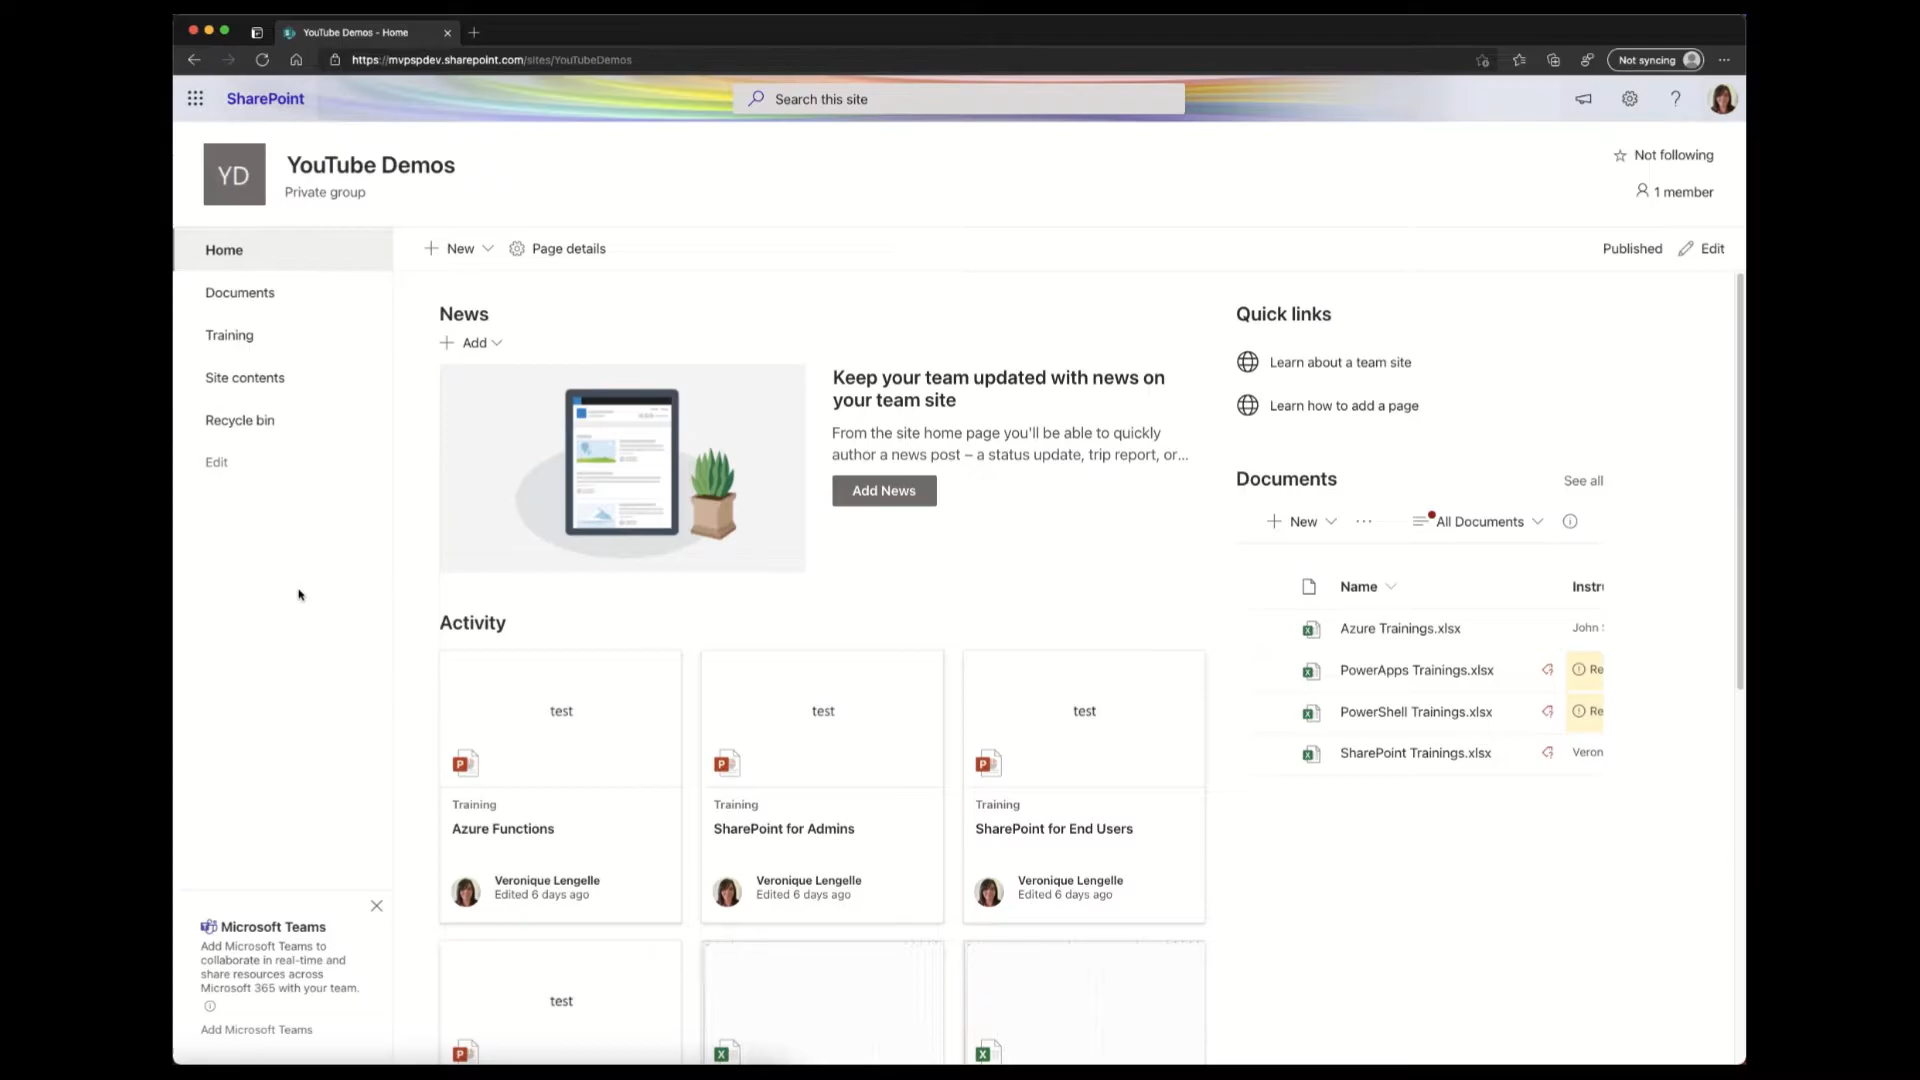 YouTube Demos - Home
https://mvpspdev.sharepoint.com/sites/YouTubeDemos
Not syncing
SharePoint
Search this site
YD
YouTube Demos
Private group
Not following
1 member
Home
Documents
Training
Site contents
Recycle bin
Edit
New
Page details
Published
Edit
News
Add
Keep your team updated with news on
your team site
From the site home page you'll be able to quickly
author a news post – a status update, trip report, or...
Add News
Quick links
Learn about a team site
Learn how to add a page
Documents
See all
New
All Documents
Name
Instr
Azure Trainings.xlsx
John
PowerApps Trainings.xlsx
Re
PowerShell Trainings.xlsx
Re
SharePoint Trainings.xlsx
Veron
Activity
test
Training
Azure Functions
Veronique Lengelle
Edited 6 days ago
test
Training
SharePoint for Admins
Veronique Lengelle
Edited 6 days ago
test
Training
SharePoint for End Users
Veronique Lengelle
Edited 6 days ago
test
Microsoft Teams
Add Microsoft Teams to
collaborate in real-time and
share resources across
Microsoft 365 with your team.
Add Microsoft Teams